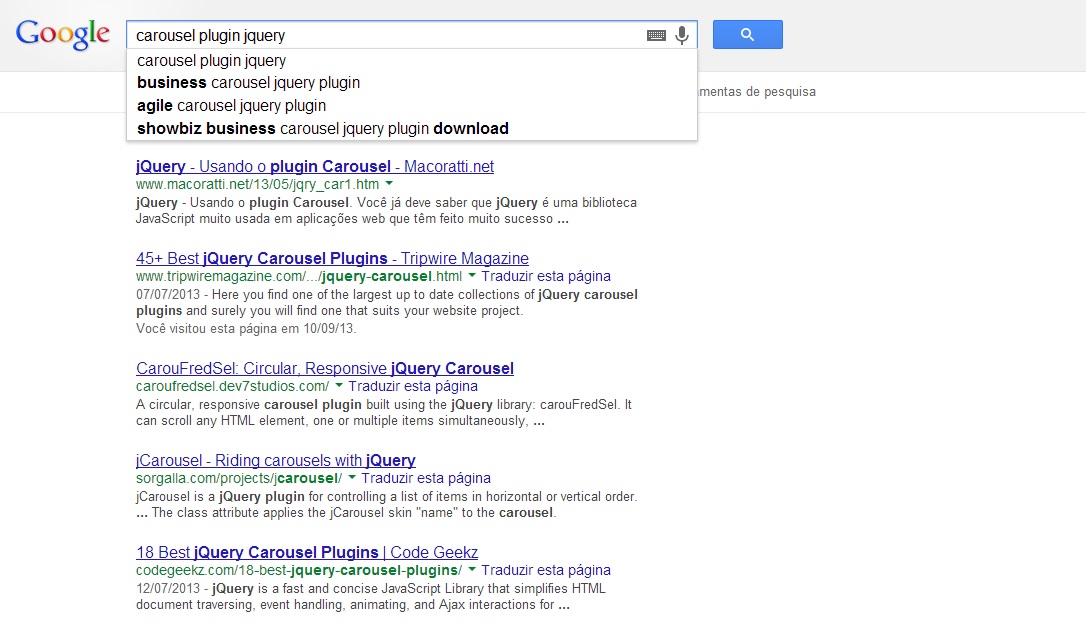 Google
carousel plugin jquery
carousel plugin jquery
business carousel jquery plugin
agile carousel jquery plugin
showbiz business carousel jquery plugin download
mentas de pesquisa
jQuery - Usando o plugin Carousel - Macoratti.net
www.macoratti.net/13/05/jqry_car1.htm
jQuery - Usando o plugin Carousel. Você já deve saber que jQuery é uma biblioteca
JavaScript muito usada em aplicações web que têm feito muito sucesso ...
45+ Best jQuery Carousel Plugins - Tripwire Magazine
www.tripwiremagazine.com/.../jquery-carousel.html Traduzir esta página
07/07/2013 - Here you find one of the largest up to date collections of jQuery carousel
plugins and surely you will find one that suits your website project.
Você visitou esta página em 10/09/13.
CarouFredSel: Circular, Responsive jQuery Carousel
caroufredsel.dev7studios.com/ Traduzir esta página
A circular, responsive carousel plugin built using the jQuery library: carouFredSel. It
can scroll any HTML element, one or multiple items simultaneously, ...
jCarousel - Riding carousels with jQuery
sorgalla.com/projects/jcarousel/ Traduzir esta página
jCarousel is a jQuery plugin for controlling a list of items in horizontal or vertical order.
... The class attribute applies the jCarousel skin "name" to the carousel.
18 Best jQuery Carousel Plugins | Code Geekz
codegeekz.com/18-best-jquery-carousel-plugins/ Traduzir esta página
12/07/2013 - jQuery is a fast and concise JavaScript Library that simplifies HTML
document traversing, event handling, animating, and Ajax interactions for ...